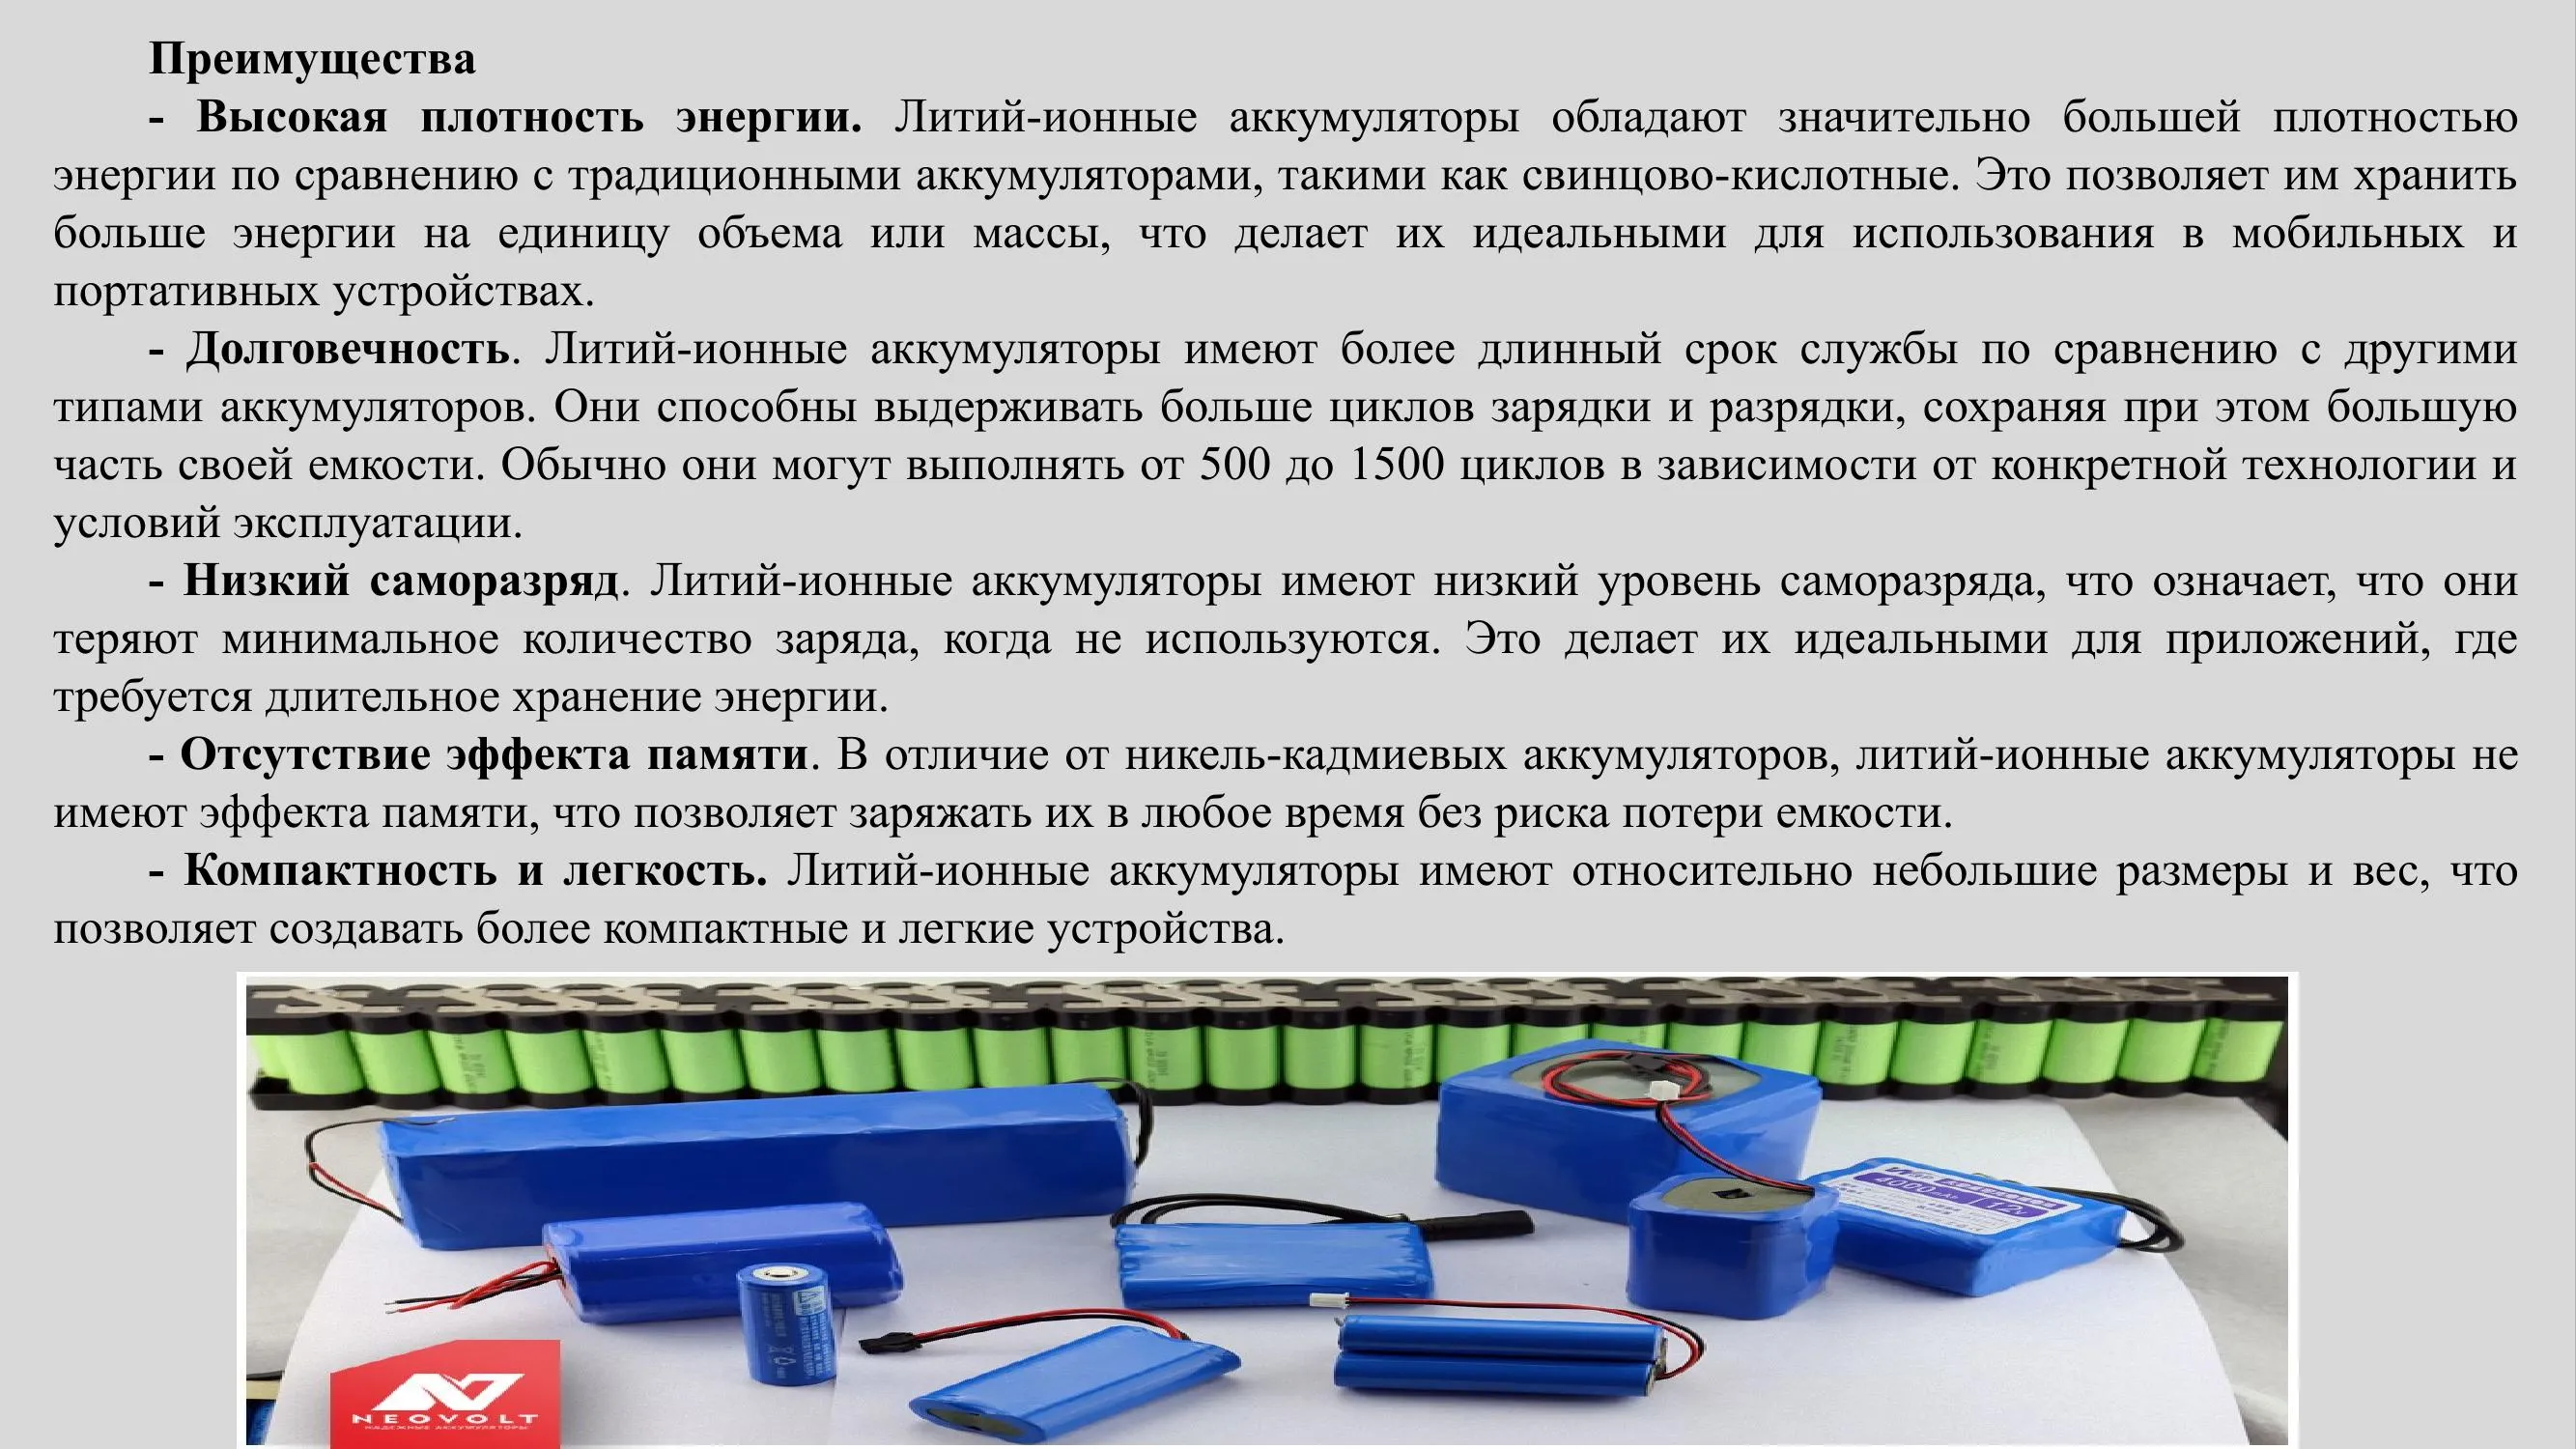 Преимущества
- Высокая плотность энергии. Литий-ионные аккумуляторы обладают значительно большей плотностью
энергии по сравнению с традиционными аккумуляторами, такими как свинцово-кислотные. Это позволяет им хранить
больше энергии на единицу объема или массы, что делает их идеальными для использования в мобильных и
портативных устройствах.
- Долговечность. Литий-ионные аккумуляторы имеют более длинный срок службы по сравнению с другими
типами аккумуляторов. Они способны выдерживать больше циклов зарядки и разрядки, сохраняя при этом большую
часть своей емкости. Обычно они могут выполнять от 500 до 1500 циклов в зависимости от конкретной технологии и
условий эксплуатации.
- Низкий саморазряд. Литий-ионные аккумуляторы имеют низкий уровень саморазряда, что означает, что они
теряют минимальное количество заряда, когда не используются. Это делает их идеальными для приложений, где
требуется длительное хранение энергии.
- Отсутствие эффекта памяти. В отличие от никель-кадмиевых аккумуляторов, литий-ионные аккумуляторы не
имеют эффекта памяти, что позволяет заряжать их в любое время без риска потери емкости.
- Компактность и легкость. Литий-ионные аккумуляторы имеют относительно небольшие размеры и вес, что
позволяет создавать более компактные и легкие устройства.
4000mAh 12v
NEOVOLT
НАДЕЖНЫЕ АККУМУЛЯТОРЫ